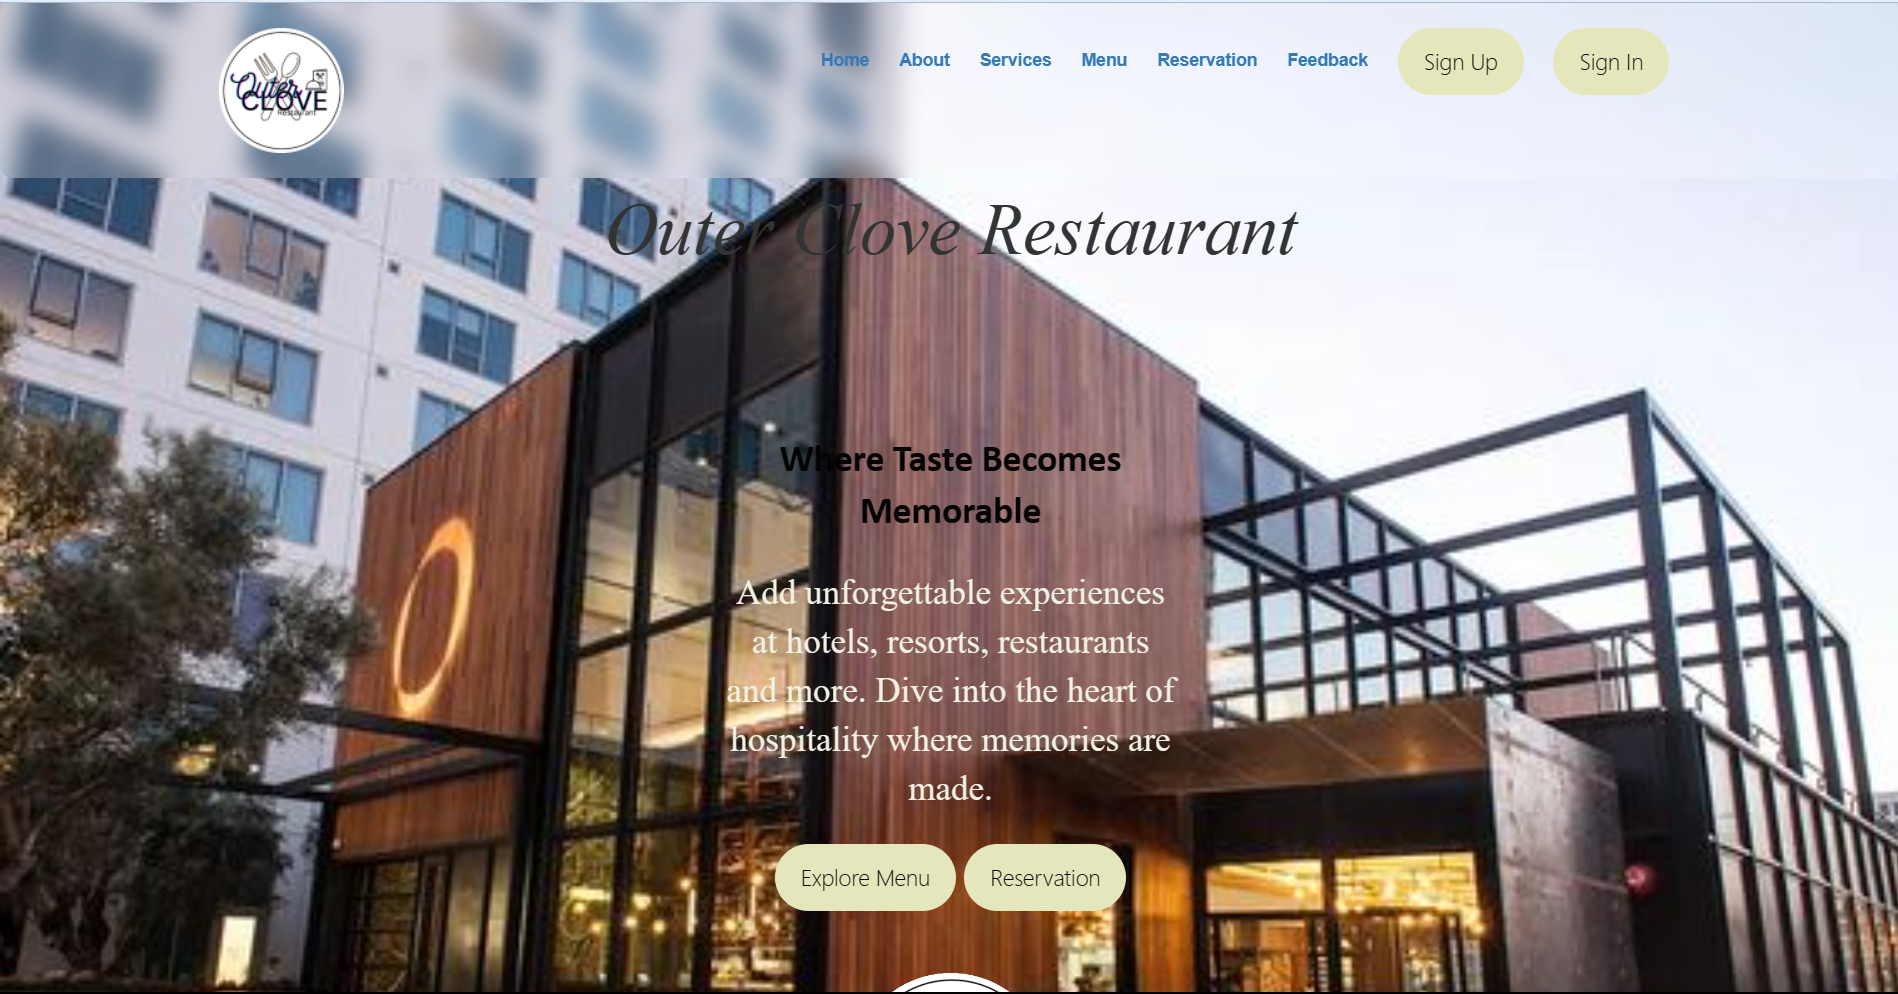 Outer
CLOVE
Restaurant
Home About Services Menu Reservation Feedback Sign Up Sign In
Outer Clove Restaurant
Where Taste Becomes
Memorable
Add unforgettable experiences
at hotels, resorts, restaurants
and more. Dive into the heart of
hospitality where memories are
made.
Explore Menu Reservation